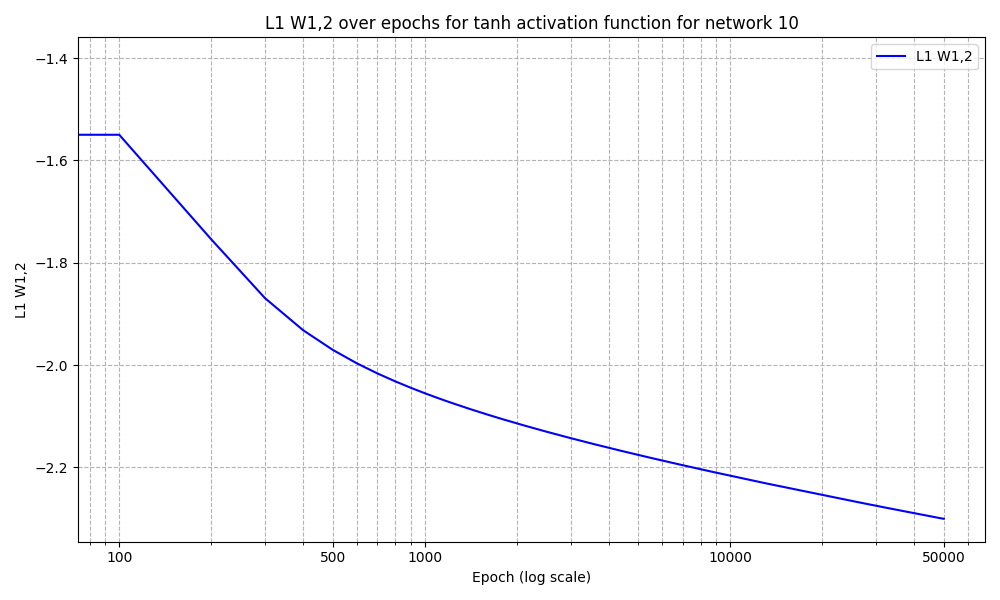 L1 W1,2 over epochs for tanh activation function for network 10
L1 W1,2
−1.4
−1.6
−1.8
−2.0
−2.2
L1 W1,2
100
500
1000
10000
50000
Epoch (log scale)